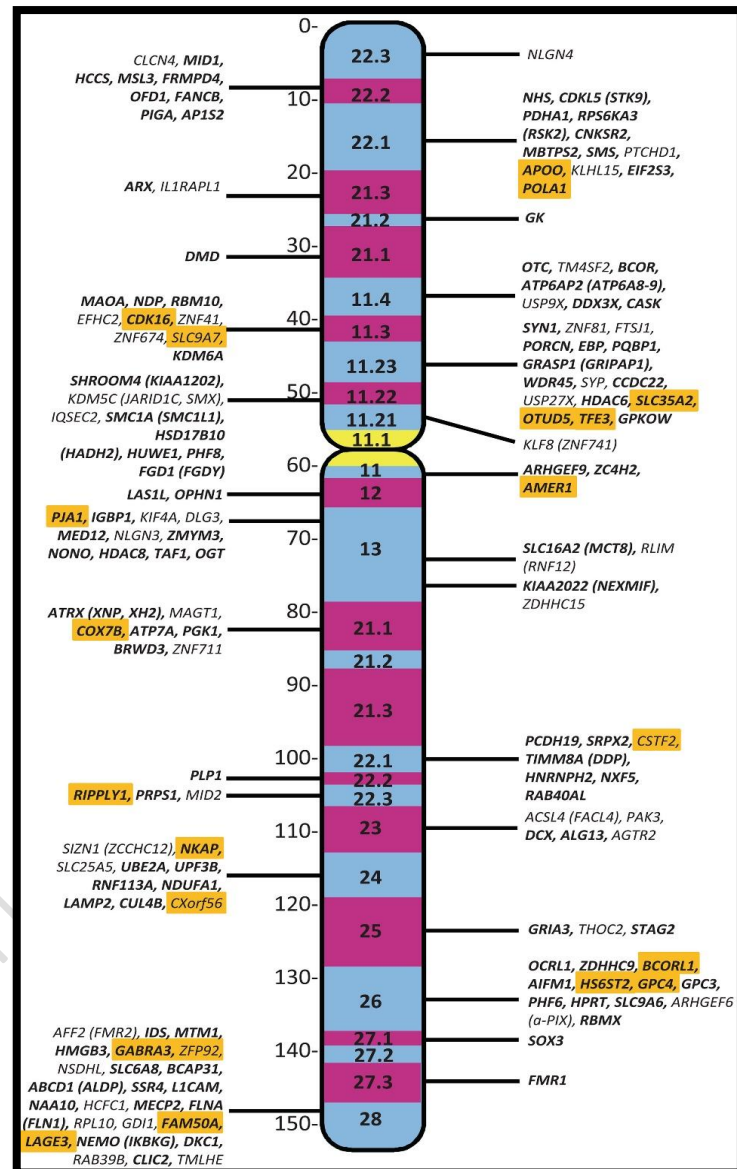 0-
10-
20-
30-
40-
50-
60-
70-
80-
90-
100-
110-
120-
130-
140-
150-
22.3
22.2
22.1
21.3
21.2
21.1
11.4
11.3
11.23
11.22
11.21
11.1
11
12
13
21.1
21.2
21.3
22.1
22.2
22.3
23
24
25
26
27.1
27.2
27.3
28
CLCN4, MID1,
HCCS, MSL3, FRMPD4,
OFD1, FANCB,
PIGA, AP1S2
ARX, IL1RAPL1
DMD
MAOA, NDP, RBM10,
EFHC2, CDK16, ZNF41,
ZNF674, SLC9A7,
KDM6A
SHROOM4 (KIAA1202),
KDM5C (JARID1C, SMX),
IQSEC2, SMC1A (SMC1L1),
HSD17B10
(HADH2), HUWE1, PHF8,
FGD1 (FGDY)
LAS1L, OPHN1
PJA1, IGBP1, KIF4A, DLG3,
MED12, NLGN3, ZMYM3,
NONO, HDAC8, TAF1, OGT
ATRX (XNP, XH2), MAGT1,
COX7B, ATP7A, PGK1,
BRWD3, ZNF711
PLP1
RIPPLY1, PRPS1, MID2
SIZN1 (ZCCHC12), NKAP,
SLC25A5, UBE2A, UPF3B,
RNF113A, NDUFA1,
LAMP2, CUL4B, CXorf56
AFF2 (FMR2), IDS, MTM1,
HMGB3, GABRA3, ZFP92,
NSDHL, SLC6A8, BCAP31,
ABCD1 (ALDP), SSR4, L1CAM,
NAA10, HCFC1, MECP2, FLNA
(FLN1), RPL10, GDI1, FAM50A,
LAGE3, NEMO (IKBKG), DKC1,
RAB39B, CLIC2, TMLHE
NLGN4
NHS, CDKL5 (STK9),
PDHA1, RPS6KA3
(RSK2), CNKSR2,
MBTPS2, SMS, PTCHD1,
APOO, KLHL15, EIF2S3,
POLA1
GK
OTC, TM4SF2, BCOR,
ATP6AP2 (ATP6A8-9),
USP9X, DDX3X, CASK
SYN1, ZNF81, FTSJ1,
PORCN, EBP, PQBP1,
GRASP1 (GRIPAP1),
WDR45, SYP, CCDC22,
USP27X, HDAC6, SLC35A2,
OTUD5, TFE3, GPKOW
KLF8 (ZNF741)
ARHGEF9, ZC4H2,
AMER1
SLC16A2 (MCT8), RLIM
(RNF12)
KIAA2022 (NEXMIF),
ZDHHC15
PCDH19, SRPX2, CSTF2,
TIMM8A (DDP),
HNRNPH2, NXF5,
RAB40AL
ACSL4 (FACL4), PAK3,
DCX, ALG13, AGTR2
GRIA3, THOC2, STAG2
OCRL1, ZDHHC9, BCORL1,
AIFM1, HS6ST2, GPC4, GPC3,
PHF6, HPRT, SLC9A6, ARHGEF6
(α-PIX), RBMX
SOX3
FMR1